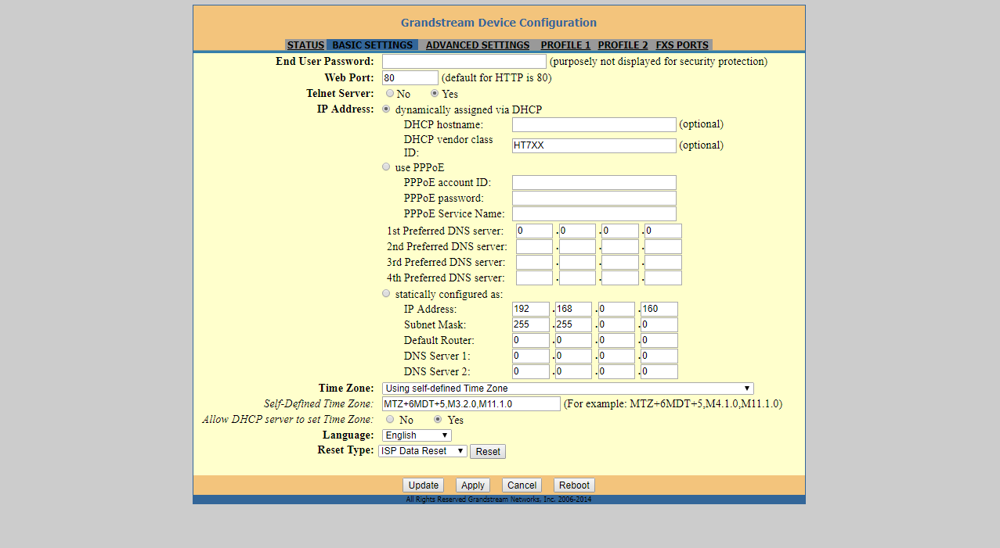 Grandstream Device Configuration
STATUS BASIC SETTINGS ADVANCED SETTINGS PROFILE 1 PROFILE 2 FXS PORTS
End User Password: (purposely not displayed for security protection)
Web Port: 80 (default for HTTP is 80)
Telnet Server: No Yes
IP Address: dynamically assigned via DHCP
DHCP hostname: (optional)
DHCP vendor class
ID: HT7XX (optional)
use PPPoE
PPPoE account ID:
PPPoE password:
PPPoE Service Name:
1st Preferred DNS server: 0 .0 .0 .0
2nd Preferred DNS server: . . .
3rd Preferred DNS server: . . .
4th Preferred DNS server: . . .
statically configured as:
IP Address: 192 .168 .0 .160
Subnet Mask: 255 .255 .0 .0
Default Router: 0 .0 .0 .0
DNS Server 1: 0 .0 .0 .0
DNS Server 2: 0 .0 .0 .0
Time Zone: Using self-defined Time Zone
Self-Defined Time Zone: MTZ+6MDT+5,M3.2.0,M11.1.0 (For example: MTZ+6MDT+5,M4.1.0,M11.1.0)
Allow DHCP server to set Time Zone: No Yes
Language: English
Reset Type: ISP Data Reset Reset
Update Apply Cancel Reboot
All Rights Reserved Grandstream Networks, Inc. 2006-2014